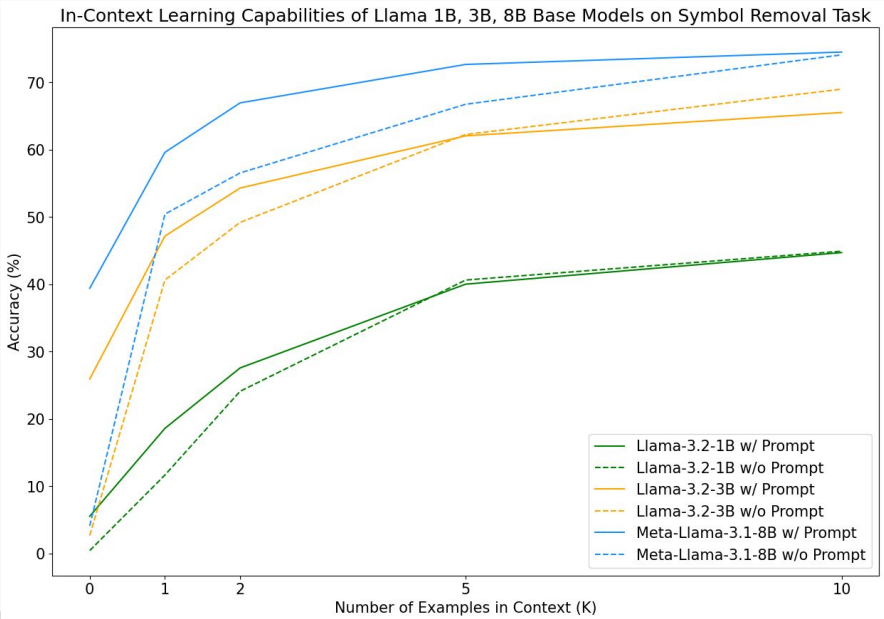 In-Context Learning Capabilities of Llama 1B, 3B, 8B Base Models on Symbol Removal Task
Accuracy (%)
70
60
50
40
30
20
10
0
0 1 2 5 10
Number of Examples in Context (K)
Llama-3.2-1B w/ Prompt
Llama-3.2-1B w/o Prompt
Llama-3.2-3B w/ Prompt
Llama-3.2-3B w/o Prompt
Meta-Llama-3.1-8B w/ Prompt
Meta-Llama-3.1-8B w/o Prompt